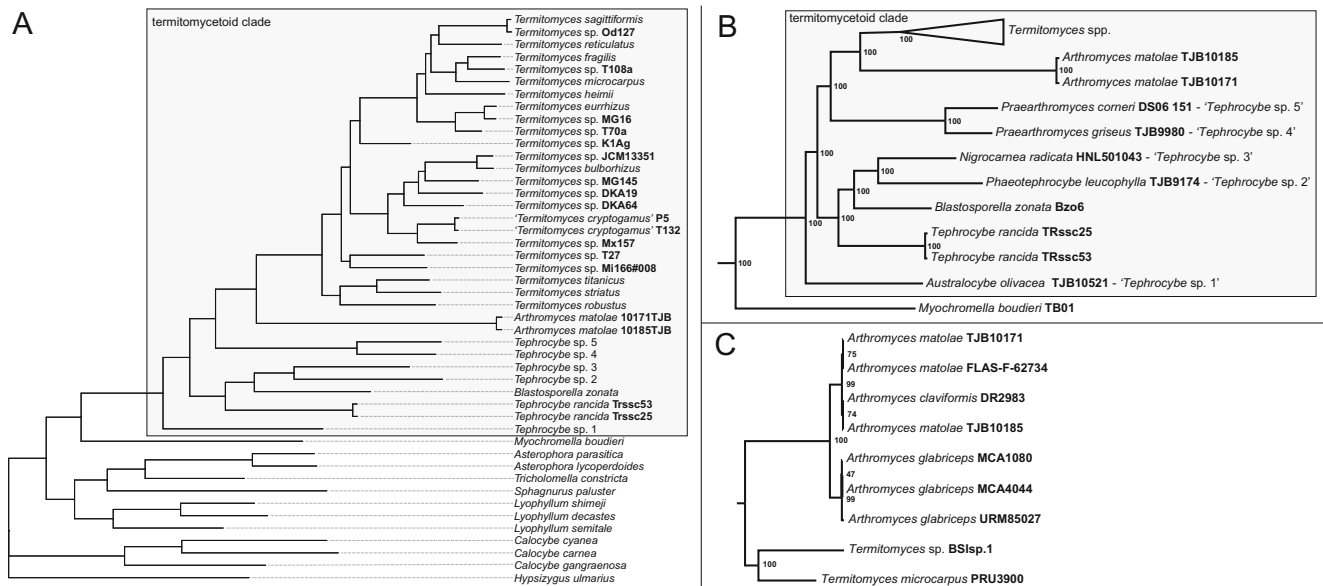 A
termitomycetoid clade
Termitomyces sagittiformis
Termitomyces sp. Od127
Termitomyces reticulatus
Termitomyces fragilis
Termitomyces sp. T108a
Termitomyces microcarpus
Termitomyces heimii
Termitomyces eurrhizus
Termitomyces sp. MG16
Termitomyces sp. T70a
Termitomyces sp. K1Ag
Termitomyces sp. JCM13351
Termitomyces bulborhizus
Termitomyces sp. MG145
Termitomyces sp. DKA19
Termitomyces sp. DKA64
'Termitomyces cryptogamus' P5
'Termitomyces cryptogamus' T132
Termitomyces sp. Mx157
Termitomyces sp. T27
Termitomyces sp. Mi166#008
Termitomyces titanicus
Termitomyces striatus
Termitomyces robustus
Arthromyces matolae 10171TJB
Arthromyces matolae 10185TJB
Tephrocybe sp. 5
Tephrocybe sp. 4
Tephrocybe sp. 3
Tephrocybe sp. 2
Blastosporella zonata
Tephrocybe rancida Trssc53
Tephrocybe rancida Trssc25
Tephrocybe sp. 1
Myochromella boudieri
Asterophora parasitica
Asterophora lycoperdoides
Tricholomella constricta
Sphagnurus paluster
Lyophyllum shimeji
Lyophyllum decastes
Lyophyllum semitale
Calocybe cyanea
Calocybe carnea
Calocybe gangraenosa
Hypsizygus ulmarius
B
termitomycetoid clade
Termitomyces spp.
100
100
Arthromyces matolae TJB10185
100
Arthromyces matolae TJB10171
100
Praearthromyces corneri DS06 151 - 'Tephrocybe sp. 5'
100
Praearthromyces griseus TJB9980 - 'Tephrocybe sp. 4'
100
Nigrocarnea radicata HNL501043 - 'Tephrocybe sp. 3'
100
Phaeotephrocybe leucophylla TJB9174 - 'Tephrocybe sp. 2'
100
Blastosporella zonata Bzo6
100
Tephrocybe rancida TRssc25
100
100
Tephrocybe rancida TRssc53
100
Australocybe olivacea TJB10521 - 'Tephrocybe sp. 1'
Myochromella boudieri TB01
C
Arthromyces matolae TJB10171
75
Arthromyces matolae FLAS-F-62734
99
Arthromyces claviformis DR2983
74
Arthromyces matolae TJB10185
100
Arthromyces glabriceps MCA1080
47
Arthromyces glabriceps MCA4044
99
Arthromyces glabriceps URM85027
Termitomyces sp. BSIsp.1
100
Termitomyces microcarpus PRU3900